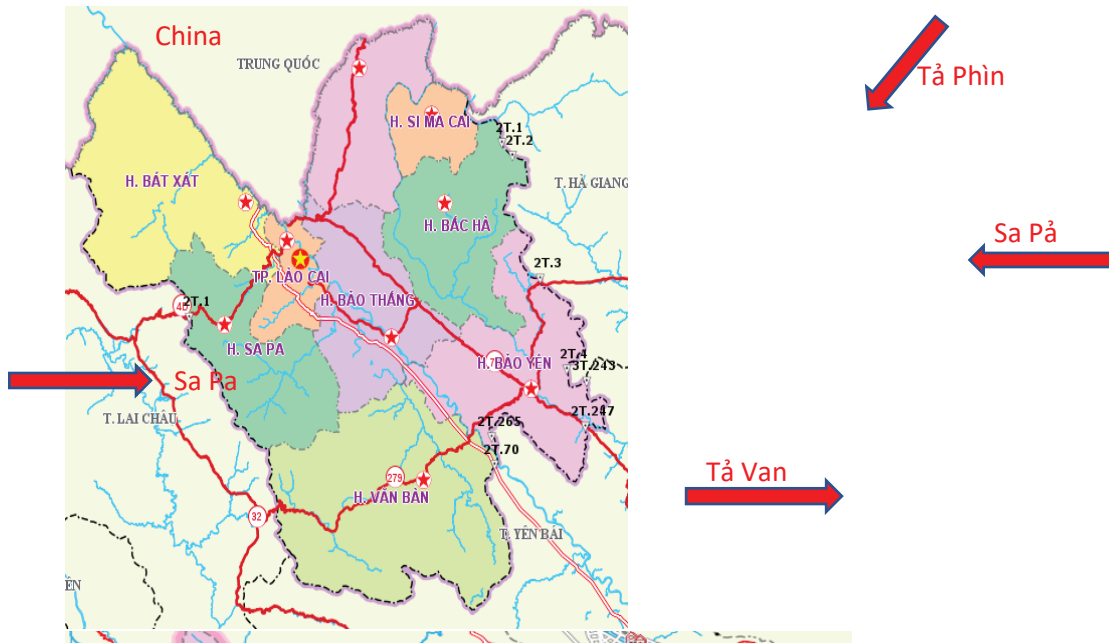 China
TRUNG QUỐC
Tả Phìn
H. SI MA CAI
2T.1
2T.2
H. BÁT XÁT
T. HÀ GIANG
H. BẮC HÀ
Sa Pả
TP. LÀO CAI
2T.3
2T.1
H. BẢO THẮNG
H. SA PA
H. BẢO YÊN
2T.4
3T.243
Sa Pa
T. LAI CHÂU
2T.265
2T.247
2T.70
Tả Van
279
H. VĂN BÀN
32
T. YÊN BÁI